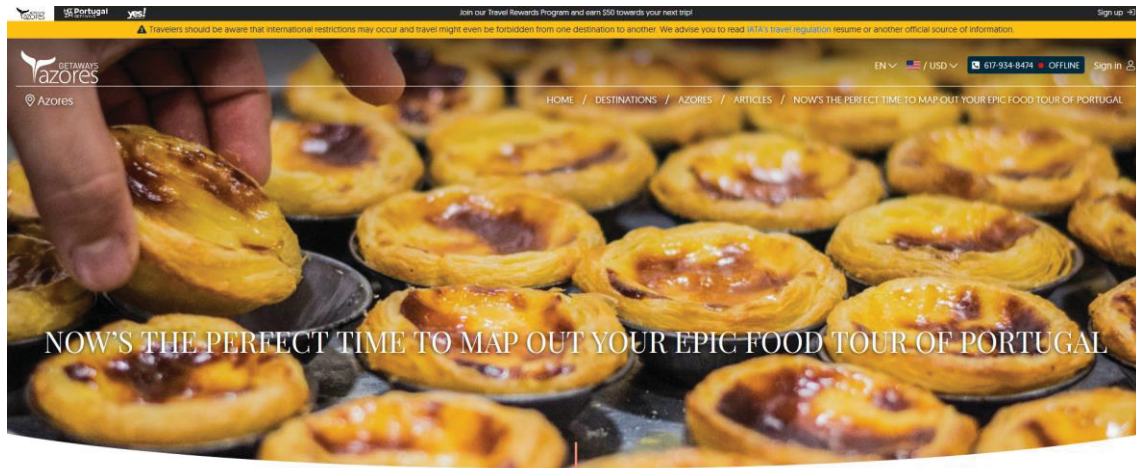 Portugal
yes!
Join our Travel Rewards Program and earn $50 towards your next trip!
Sign up
Travelers should be aware that international restrictions may occur and travel might even be forbidden from one destination to another. We advise you to read IATA's travel regulation resume or another official source of information.
GETAWAYS
azores
EN / USD 617-934-8474 OFFLINE Sign in
Azores
HOME / DESTINATIONS / AZORES / ARTICLES / NOW'S THE PERFECT TIME TO MAP OUT YOUR EPIC FOOD TOUR OF PORTUGAL
NOW'S THE PERFECT TIME TO MAP OUT YOUR EPIC FOOD TOUR OF PORTUGAL